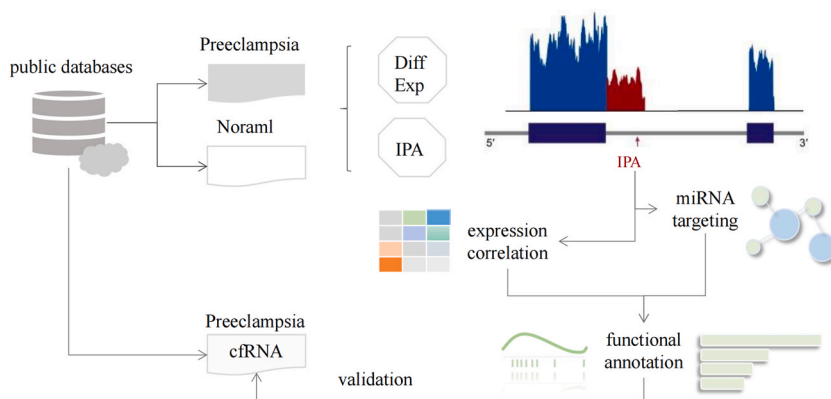 Preeclampsia
public databases
Diff
Exp
Noraml
IPA
5'
3'
IPA
miRNA
targeting
expression
correlation
Preeclampsia
cfRNA
functional
annotation
validation